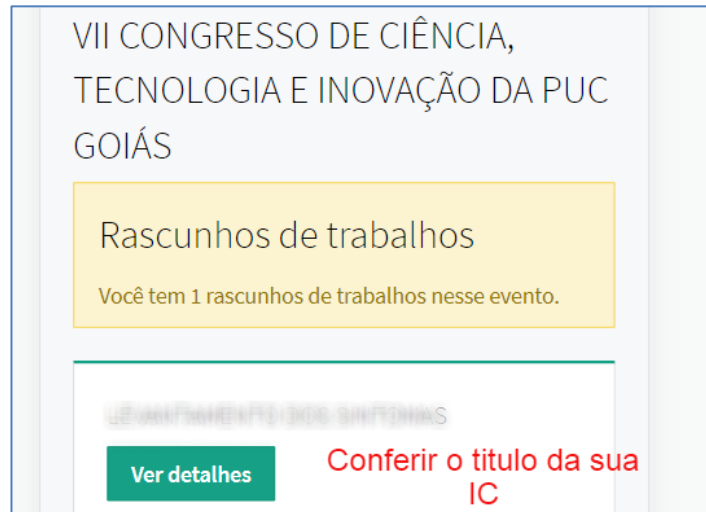 VII CONGRESSO DE CIÊNCIA,
TECNOLOGIA E INOVAÇÃO DA PUC
GOIÁS
Rascunhos de trabalhos
Você tem 1 rascunhos de trabalhos nesse evento.
Ver detalhes
Conferir o titulo da sua
IC